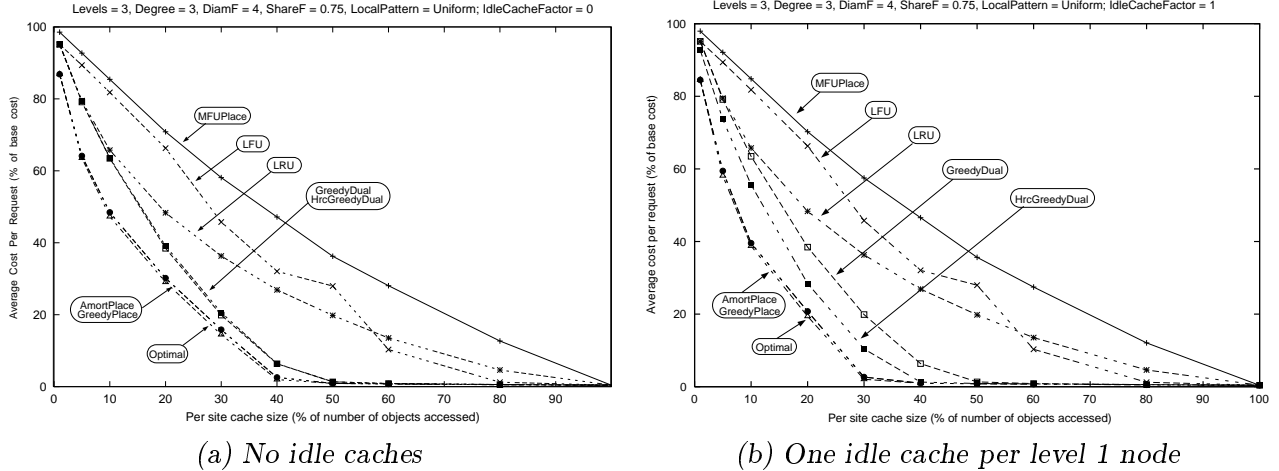 Levels = 3, Degree = 3, DiamF = 4, ShareF = 0.75, LocalPattern = Uniform; IdleCacheFactor = 0
100
80
60
40
20
0
Average Cost Per Request (% of base cost)
MFUPlace
LFU
LRU
GreedyDual
HrcGreedyDual
AmortPlace
GreedyPlace
Optimal
0 10 20 30 40 50 60 70 80 90
Per site cache size (% of number of objects accessed)
(a) No idle caches
Levels = 3, Degree = 3, DiamF = 4, ShareF = 0.75, LocalPattern = Uniform; IdleCacheFactor = 1
100
80
60
40
20
0
Average cost per request (% of base cost)
MFUPlace
LFU
LRU
GreedyDual
HrcGreedyDual
AmortPlace
GreedyPlace
Optimal
0 10 20 30 40 50 60 70 80 90 100
Per site cache size (% of number of objects accessed)
(b) One idle cache per level 1 node